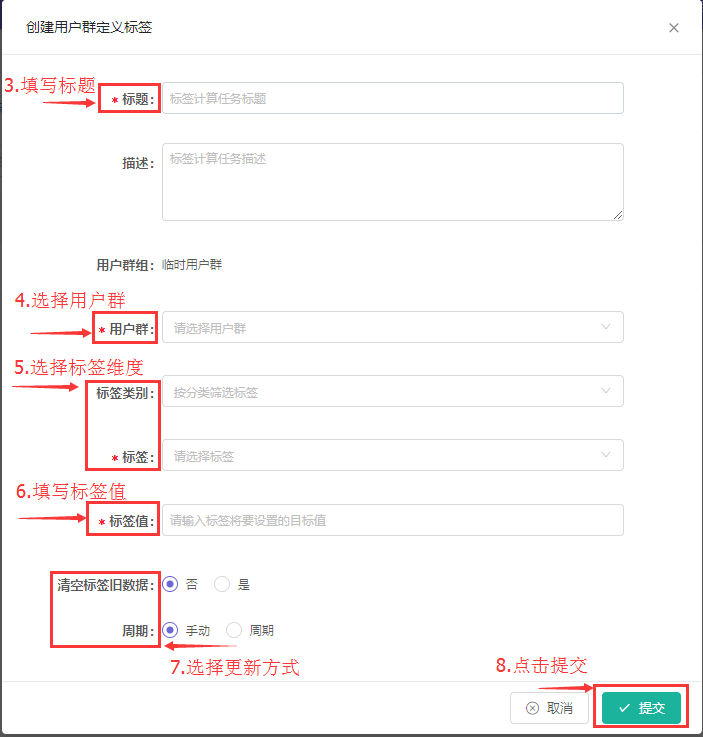 创建用户群定义标签
3.填写标题
* 标题: 标签计算任务标题
描述: 标签计算任务描述
用户群组: 临时用户群
4.选择用户群
* 用户群: 请选择用户群
5.选择标签维度
标签类别: 按分类筛选标签
* 标签: 请选择标签
6.填写标签值
* 标签值: 请输入标签将要设置的目标值
清空标签旧数据: 否 是
周期: 手动 周期
7.选择更新方式
8.点击提交
取消 提交